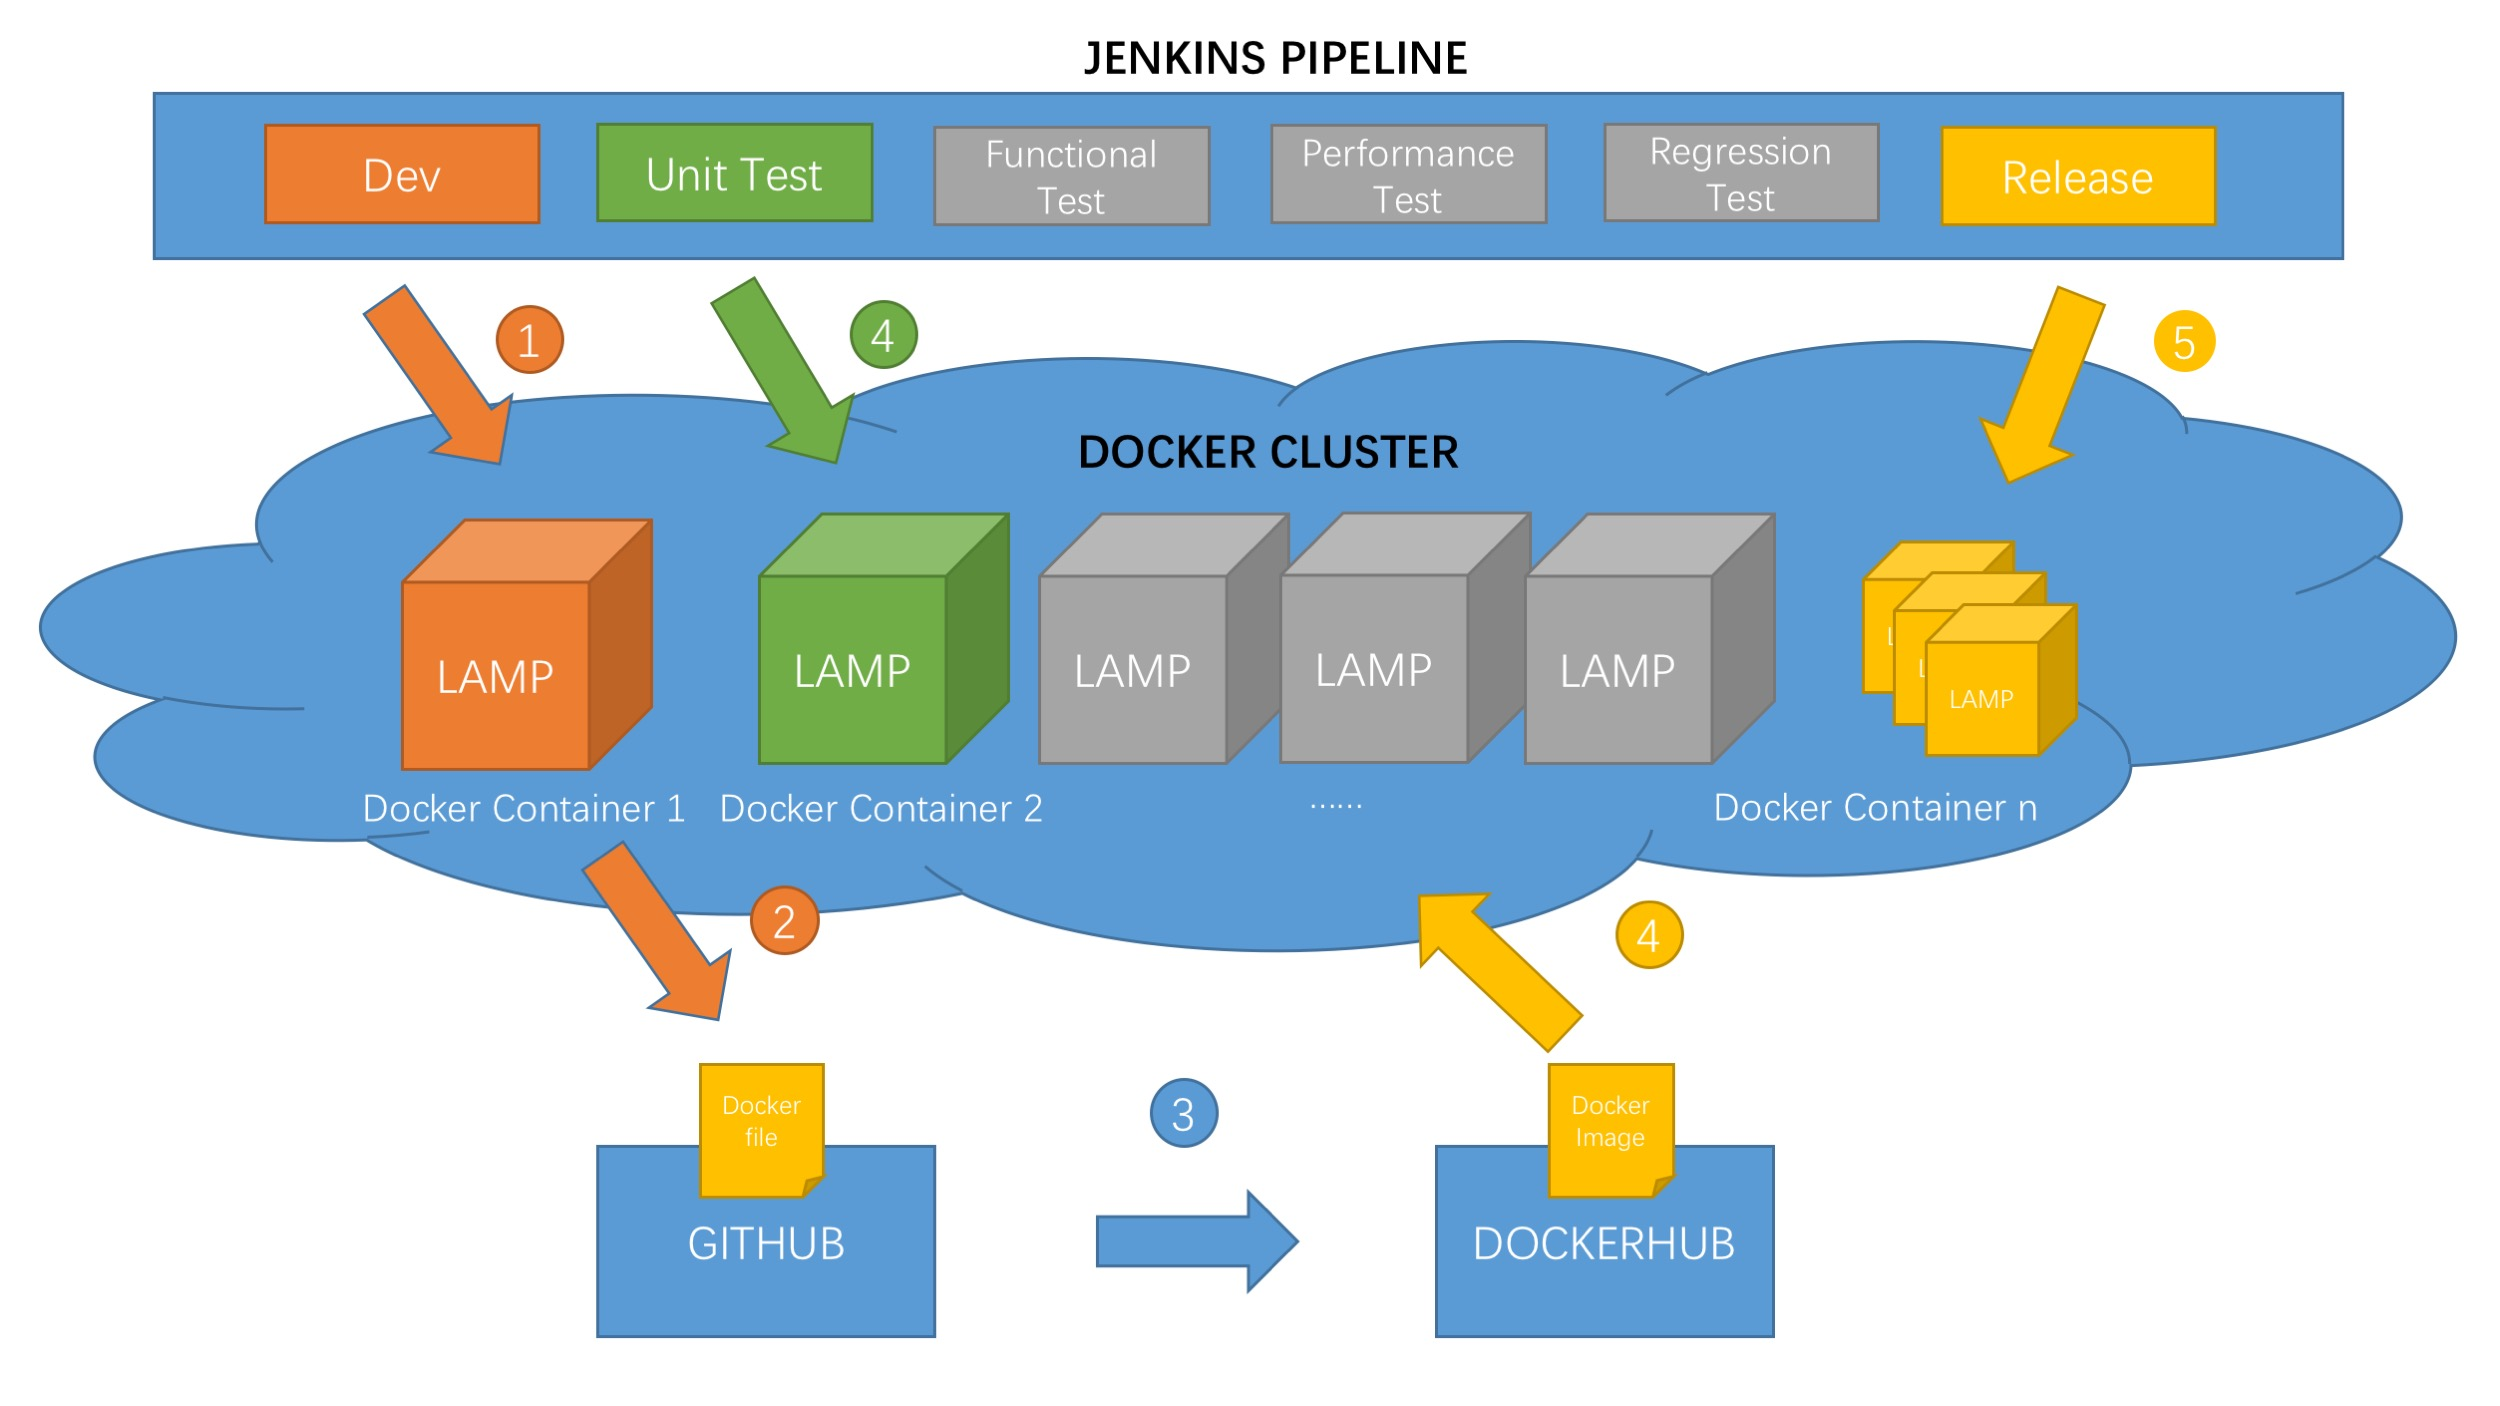 JENKINS PIPELINE
Dev
Unit Test
Functional
Test
Performance
Test
Regression
Test
Release
1
4
5
DOCKER CLUSTER
LAMP
LAMP
LAMP
LAMP
LAMP
L
L
LAMP
Docker Container 1
Docker Container 2
......
Docker Container n
2
4
3
Docker
file
GITHUB
Docker
Image
DOCKERHUB